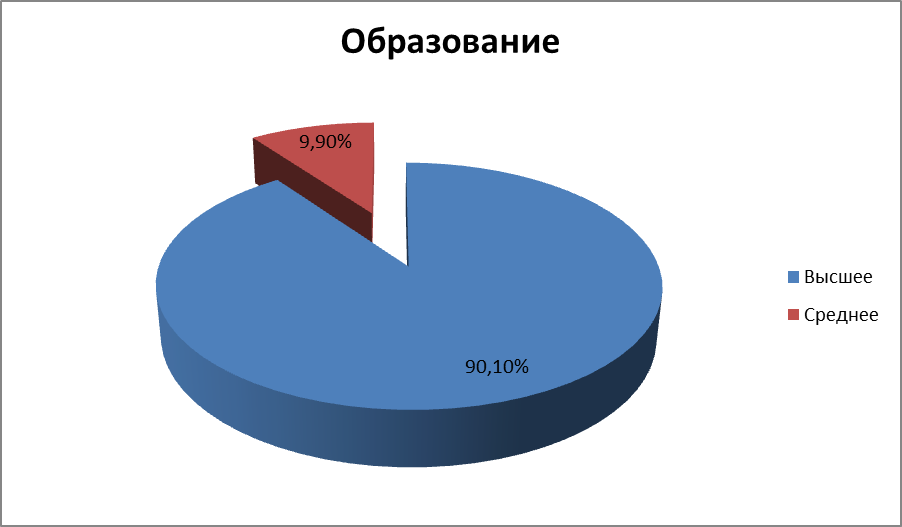 Образование
9,90%
90,10%
Высшее
Среднее